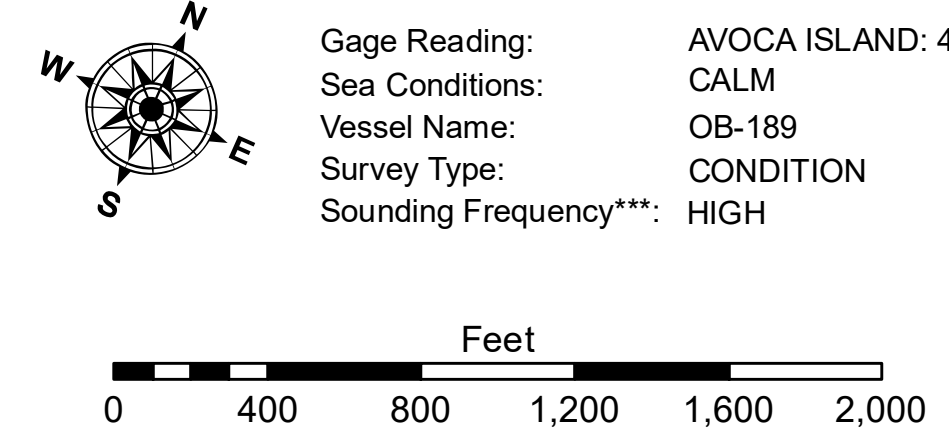 N
W
E
S
Gage Reading: AVOCA ISLAND: 4
Sea Conditions: CALM
Vessel Name: OB-189
Survey Type: CONDITION
Sounding Frequency***: HIGH
Feet
0 400 800 1,200 1,600 2,000